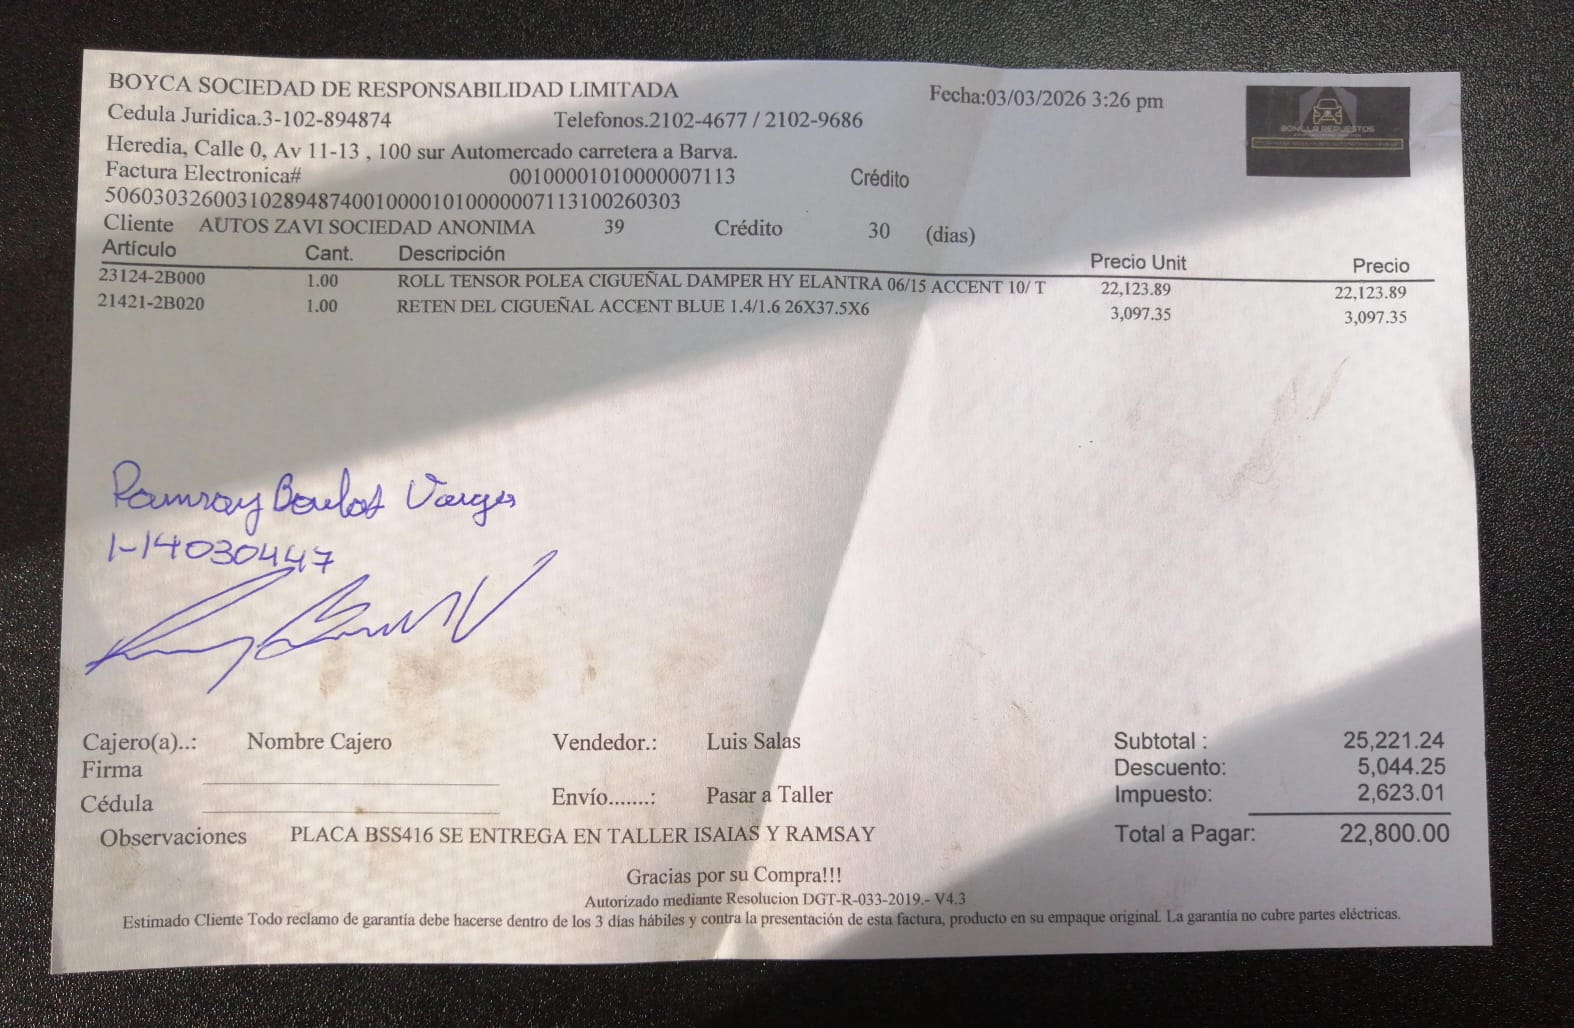 BOYCA SOCIEDAD DE RESPONSABILIDAD LIMITADA
Fecha:03/03/2026 3:26 pm
BONILLA REPUESTOS
Cedula Juridica.3-102-894874 Telefonos.2102-4677 / 2102-9686
Heredia, Calle 0, Av 11-13 , 100 sur Automercado carretera a Barva.
Factura Electronica# 00100001010000007113 Crédito
50603032600310289487400100001010000007113100260303
Cliente AUTOS ZAVI SOCIEDAD ANONIMA 39 Crédito 30 (dias)
Artículo Cant. Descripción Precio Unit Precio
23124-2B000 1.00 ROLL TENSOR POLEA CIGUEÑAL DAMPER HY ELANTRA 06/15 ACCENT 10/ T 22,123.89 22,123.89
21421-2B020 1.00 RETEN DEL CIGUEÑAL ACCENT BLUE 1.4/1.6 26X37.5X6 3,097.35 3,097.35
Ramsay Vargas
1-14030447
Cajero(a)..: Nombre Cajero Vendedor.: Luis Salas Subtotal : 25,221.24
Firma Descuento: 5,044.25
Cédula Envío.......: Pasar a Taller Impuesto: 2,623.01
Observaciones PLACA BSS416 SE ENTREGA EN TALLER ISAIAS Y RAMSAY Total a Pagar: 22,800.00
Gracias por su Compra!!!
Autorizado mediante Resolucion DGT-R-033-2019.- V4.3
Estimado Cliente Todo reclamo de garantía debe hacerse dentro de los 3 días hábiles y contra la presentación de esta factura, producto en su empaque original. La garantía no cubre partes eléctricas.